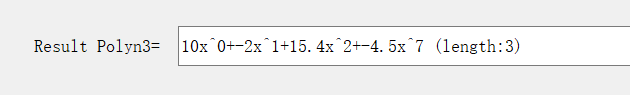 Result Polyn3= 10x^0+-2x^1+15.4x^2+-4.5x^7 (length:3)